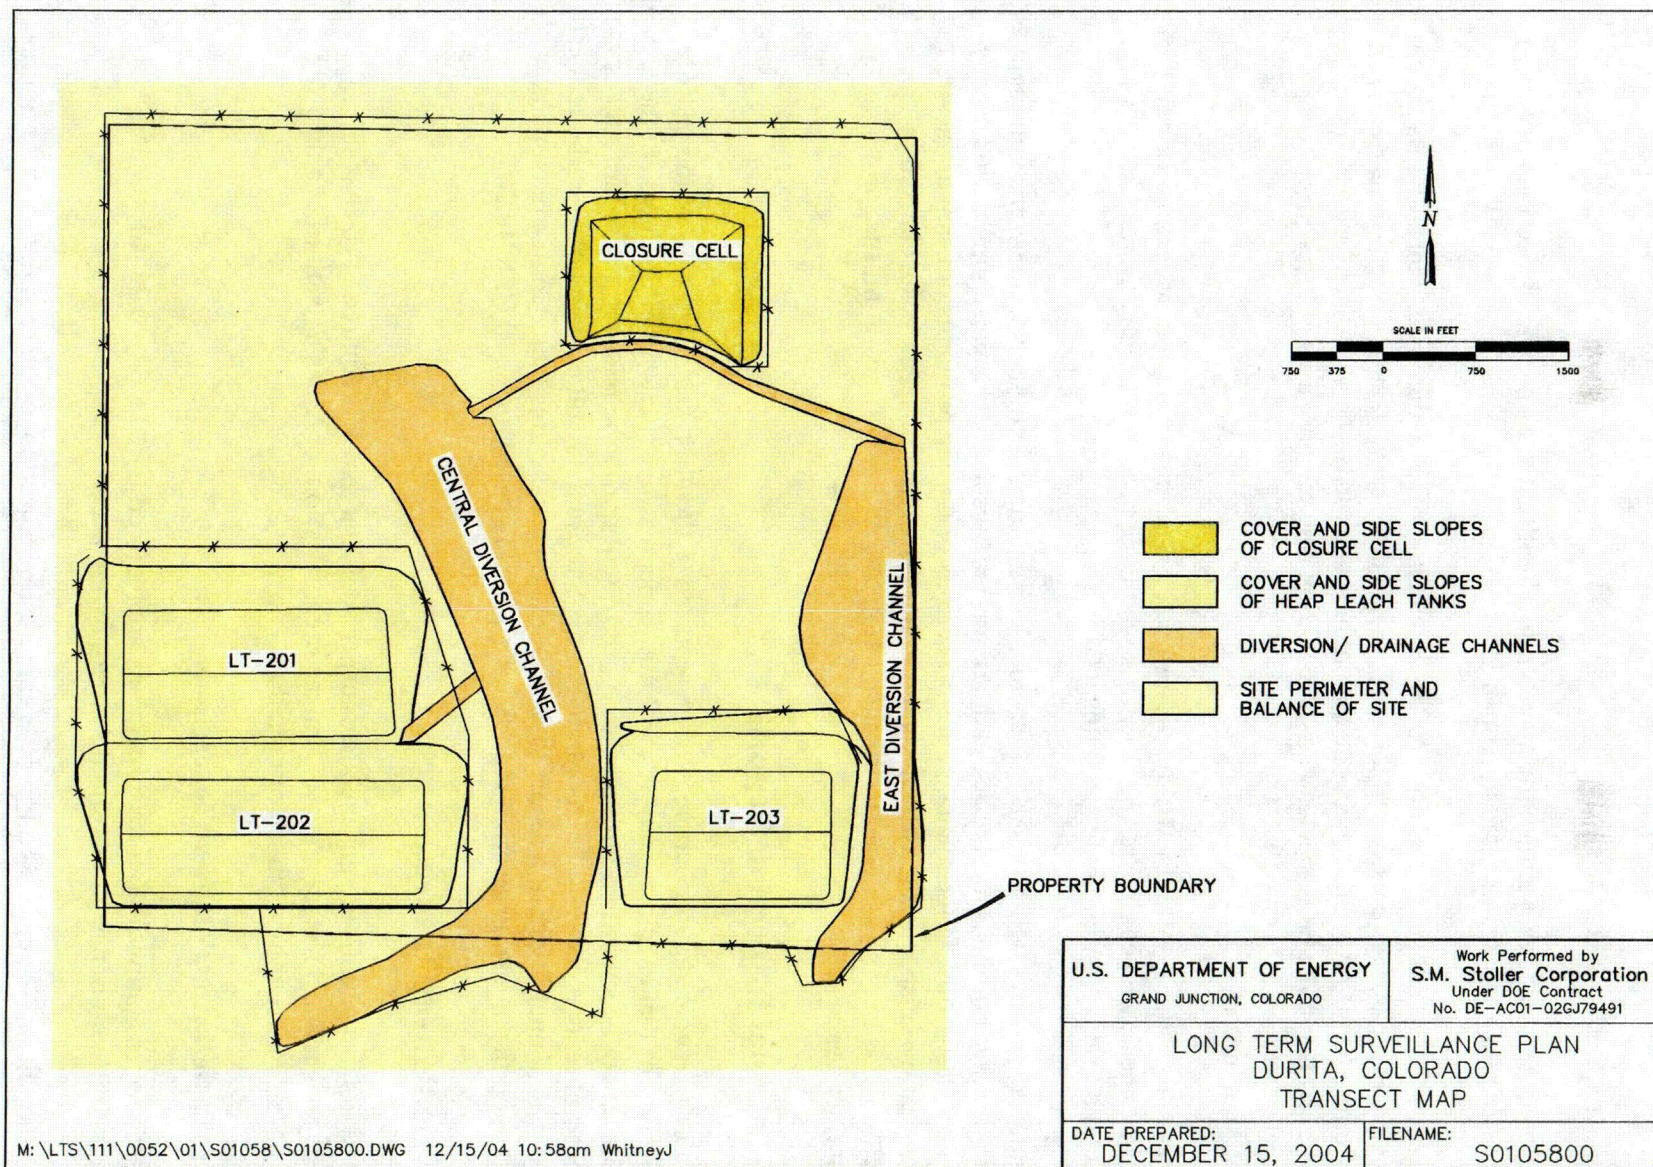 CLOSURE CELL
CENTRAL DIVERSION CHANNEL
EAST DIVERSION CHANNEL
LT-201
LT-202
LT-203
N
SCALE IN FEET
750 375 0 750 1500
COVER AND SIDE SLOPES
OF CLOSURE CELL
COVER AND SIDE SLOPES
OF HEAP LEACH TANKS
DIVERSION/ DRAINAGE CHANNELS
SITE PERIMETER AND
BALANCE OF SITE
PROPERTY BOUNDARY
U.S. DEPARTMENT OF ENERGY
GRAND JUNCTION, COLORADO
Work Performed by
S.M. Stoller Corporation
Under DOE Contract
No. DE-AC01-02GJ79491
LONG TERM SURVEILLANCE PLAN
DURITA, COLORADO
TRANSECT MAP
DATE PREPARED:
DECEMBER 15, 2004
FILENAME:
S0105800
M:\LTS\111\0052\01\S01058\S0105800.DWG 12/15/04 10:58am WhitneyJ